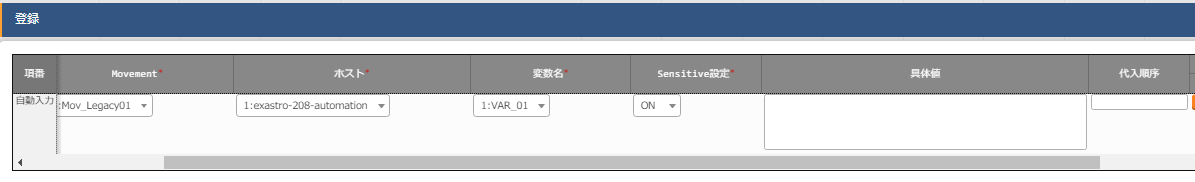 登録
項番 Movement* ホスト* 変数名* Sensitive設定* 具体値 代入順序
自動入力 :Mov_Legacy01 1:exastro-208-automation 1:VAR_01 ON